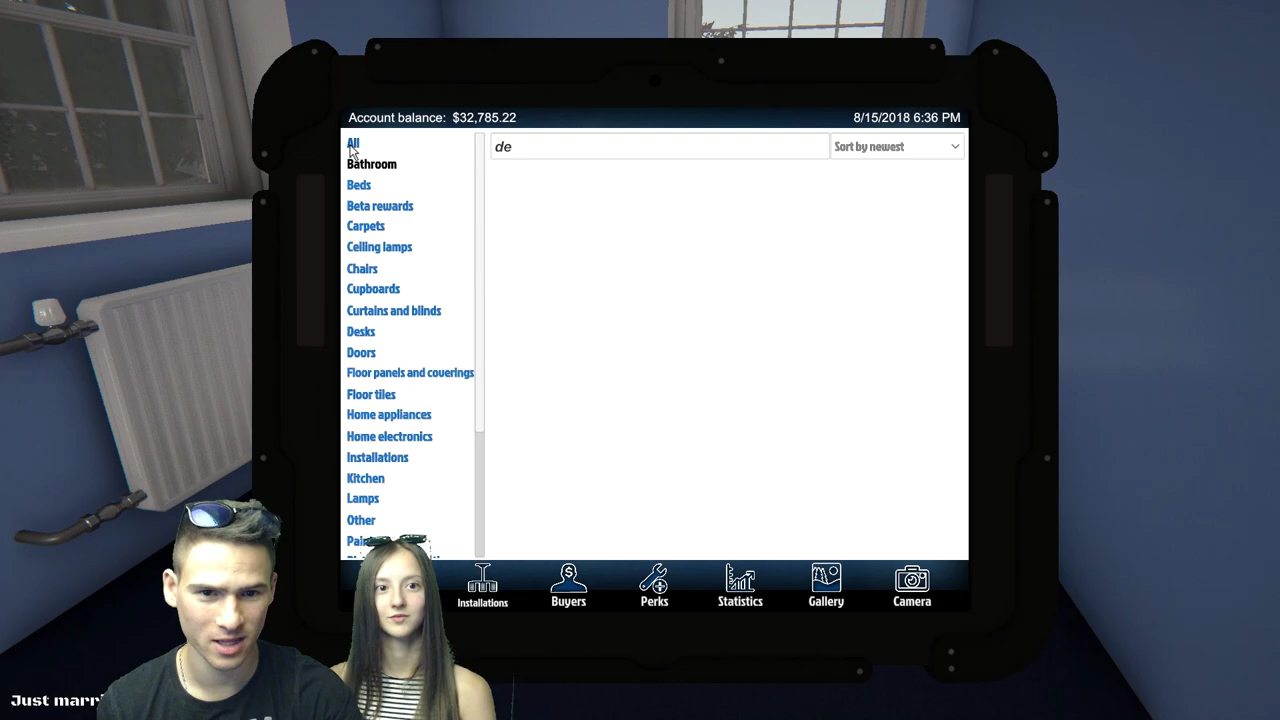 Account balance: $32,785.22
8/15/2018 6:36 PM
All
de
Sort by newest
Bathroom
Beds
Beta rewards
Carpets
Ceiling lamps
Chairs
Cupboards
Curtains and blinds
Desks
Doors
Floor panels and coverings
Floor tiles
Home appliances
Home electronics
Installations
Kitchen
Lamps
Other
Installations
Buyers
Perks
Statistics
Gallery
Camera
Just